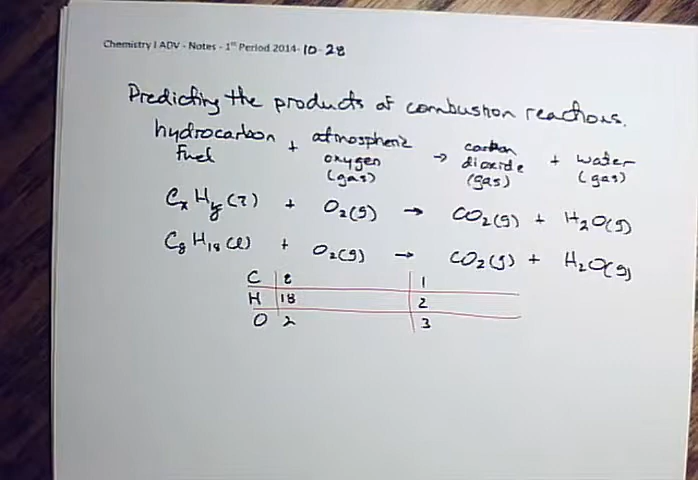 Chemistry I ADV - Notes - 1st Period 2014-10-28
Predicting the products of combustion reactions.
hydrocarbon fuel + atmospheric oxygen (gas) → carbon dioxide (gas) + water (gas)
CxHy(?) + O2(g) → CO2(g) + H2O(g)
C8H18(l) + O2(g) → CO2(g) + H2O(g)
C 8 1
H 18 2
O 2 3